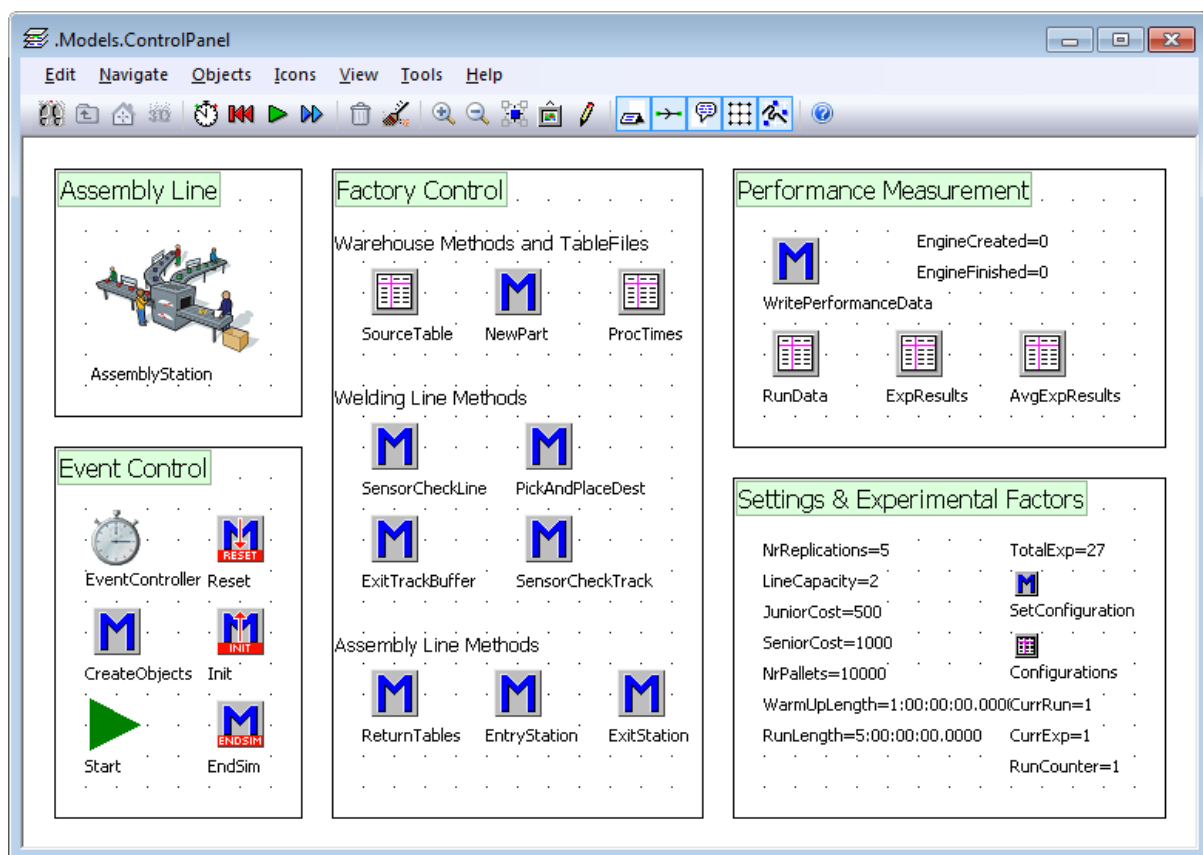 .Models.ControlPanel
Edit Navigate Objects Icons View Tools Help
3D
Assembly Line
AssemblyStation
Event Control
RESET
EventController Reset
INIT
CreateObjects Init
ENDSIM
Start EndSim
Factory Control
Warehouse Methods and TableFiles
M
SourceTable NewPart ProcTimes
Welding Line Methods
M M
SensorCheckLine PickAndPlaceDest
M M
ExitTrackBuffer SensorCheckTrack
Assembly Line Methods
M M M
ReturnTables EntryStation ExitStation
Performance Measurement
M
EngineCreated=0
EngineFinished=0
WritePerformanceData
RunData ExpResults AvgExpResults
Settings & Experimental Factors
NrReplications=5 TotalExp=27
LineCapacity=2 M
JuniorCost=500 SetConfiguration
SeniorCost=1000
NrPallets=10000 Configurations
WarmUpLength=1:00:00:00.000 CurrRun=1
RunLength=5:00:00:00.0000 CurrExp=1
RunCounter=1